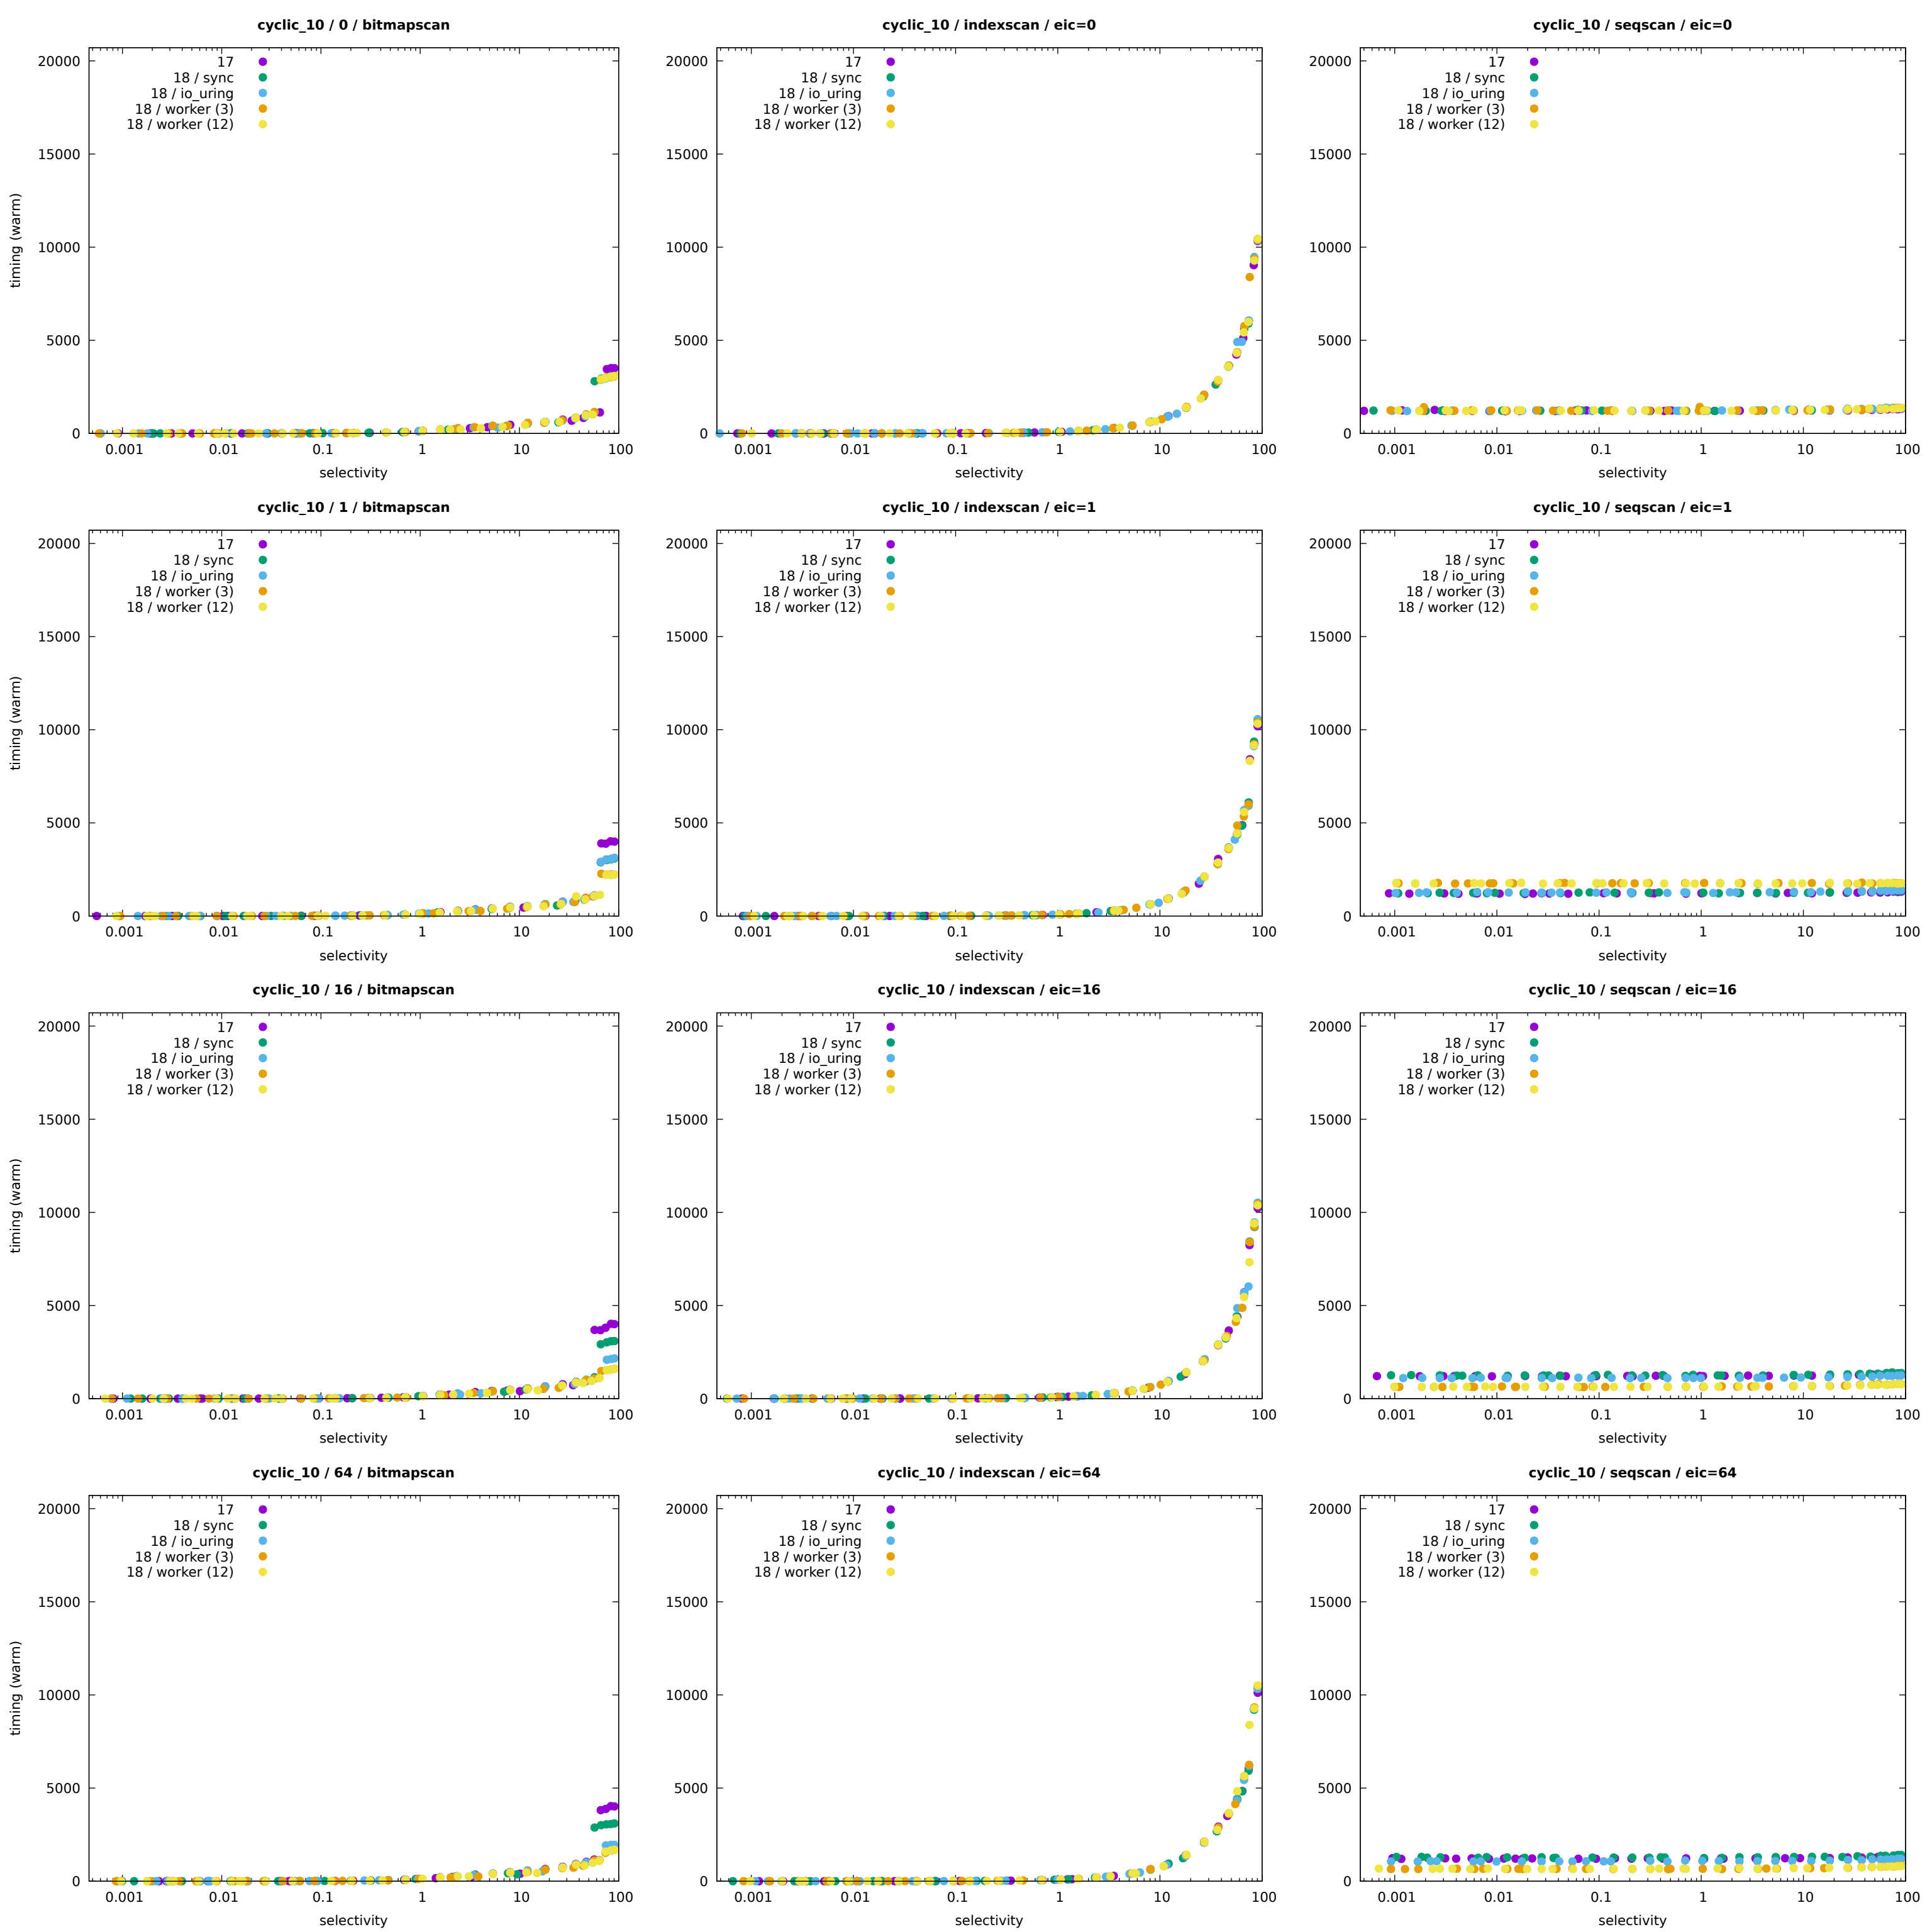 cyclic_10 / 0 / bitmapscan
timing (warm)
20000
15000
10000
5000
0
17
18 / sync
18 / io_uring
18 / worker (3)
18 / worker (12)
0.001 0.01 0.1 1 10 100
selectivity
cyclic_10 / indexscan / eic=0
20000
15000
10000
5000
0
17
18 / sync
18 / io_uring
18 / worker (3)
18 / worker (12)
0.001 0.01 0.1 1 10 100
selectivity
cyclic_10 / seqscan / eic=0
20000
15000
10000
5000
0
17
18 / sync
18 / io_uring
18 / worker (3)
18 / worker (12)
0.001 0.01 0.1 1 10 100
selectivity
cyclic_10 / 1 / bitmapscan
timing (warm)
20000
15000
10000
5000
0
17
18 / sync
18 / io_uring
18 / worker (3)
18 / worker (12)
0.001 0.01 0.1 1 10 100
selectivity
cyclic_10 / indexscan / eic=1
20000
15000
10000
5000
0
17
18 / sync
18 / io_uring
18 / worker (3)
18 / worker (12)
0.001 0.01 0.1 1 10 100
selectivity
cyclic_10 / seqscan / eic=1
20000
15000
10000
5000
0
17
18 / sync
18 / io_uring
18 / worker (3)
18 / worker (12)
0.001 0.01 0.1 1 10 100
selectivity
cyclic_10 / 16 / bitmapscan
timing (warm)
20000
15000
10000
5000
0
17
18 / sync
18 / io_uring
18 / worker (3)
18 / worker (12)
0.001 0.01 0.1 1 10 100
selectivity
cyclic_10 / indexscan / eic=16
20000
15000
10000
5000
0
17
18 / sync
18 / io_uring
18 / worker (3)
18 / worker (12)
0.001 0.01 0.1 1 10 100
selectivity
cyclic_10 / seqscan / eic=16
20000
15000
10000
5000
0
17
18 / sync
18 / io_uring
18 / worker (3)
18 / worker (12)
0.001 0.01 0.1 1 10 100
selectivity
cyclic_10 / 64 / bitmapscan
timing (warm)
20000
15000
10000
5000
0
17
18 / sync
18 / io_uring
18 / worker (3)
18 / worker (12)
0.001 0.01 0.1 1 10 100
selectivity
cyclic_10 / indexscan / eic=64
20000
15000
10000
5000
0
17
18 / sync
18 / io_uring
18 / worker (3)
18 / worker (12)
0.001 0.01 0.1 1 10 100
selectivity
cyclic_10 / seqscan / eic=64
20000
15000
10000
5000
0
17
18 / sync
18 / io_uring
18 / worker (3)
18 / worker (12)
0.001 0.01 0.1 1 10 100
selectivity